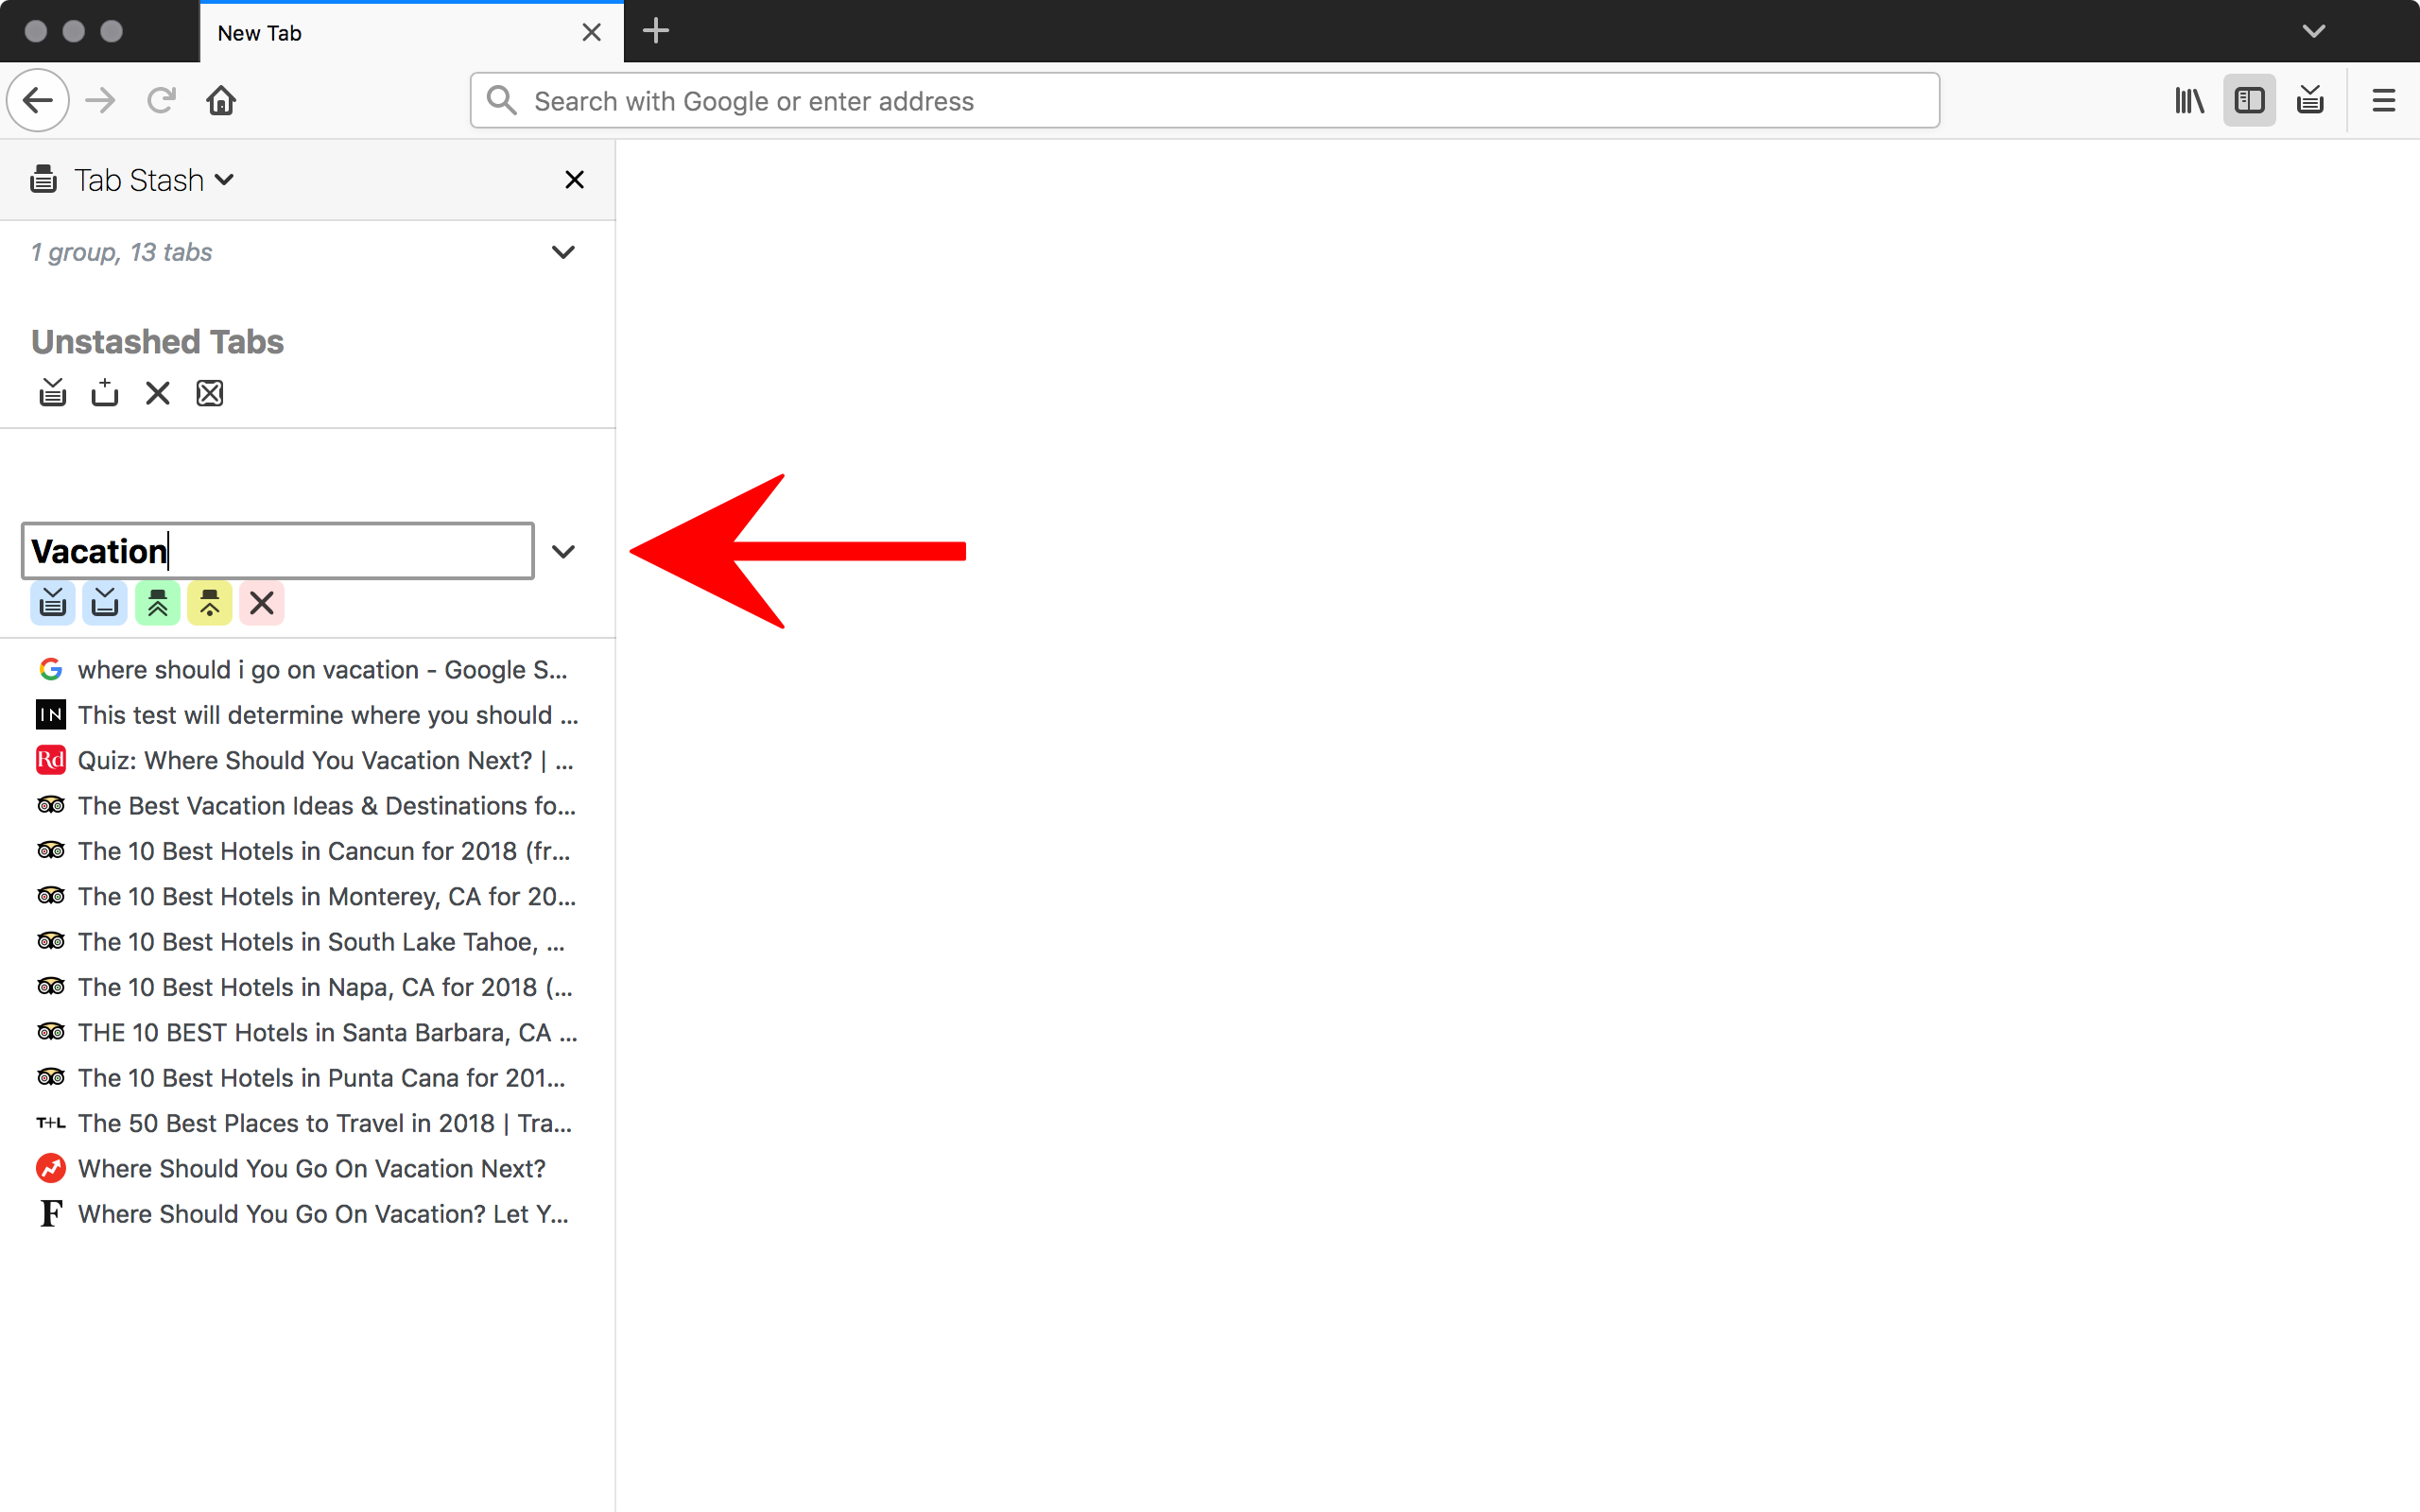 New Tab
Search with Google or enter address
Tab Stash
1 group, 13 tabs
Unstashed Tabs
Vacation
where should i go on vacation - Google S...
IN This test will determine where you should ...
Rd Quiz: Where Should You Vacation Next? | ...
The Best Vacation Ideas & Destinations fo...
The 10 Best Hotels in Cancun for 2018 (fr...
The 10 Best Hotels in Monterey, CA for 20...
The 10 Best Hotels in South Lake Tahoe, ...
The 10 Best Hotels in Napa, CA for 2018 (...
THE 10 BEST Hotels in Santa Barbara, CA ...
The 10 Best Hotels in Punta Cana for 201...
T+L The 50 Best Places to Travel in 2018 | Tra...
Where Should You Go On Vacation Next?
F Where Should You Go On Vacation? Let Y...